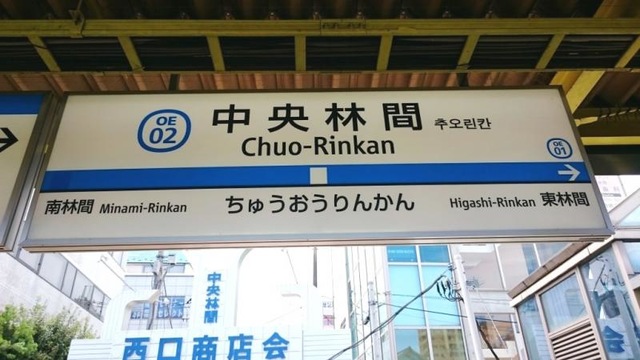 OE
02
中央林間 추오린칸
Chuo-Rinkan
OE
01
南林間 Minami-Rinkan
ちゅうおうりんかん
Higashi-Rinkan 東林間
中央林間
西口商店会